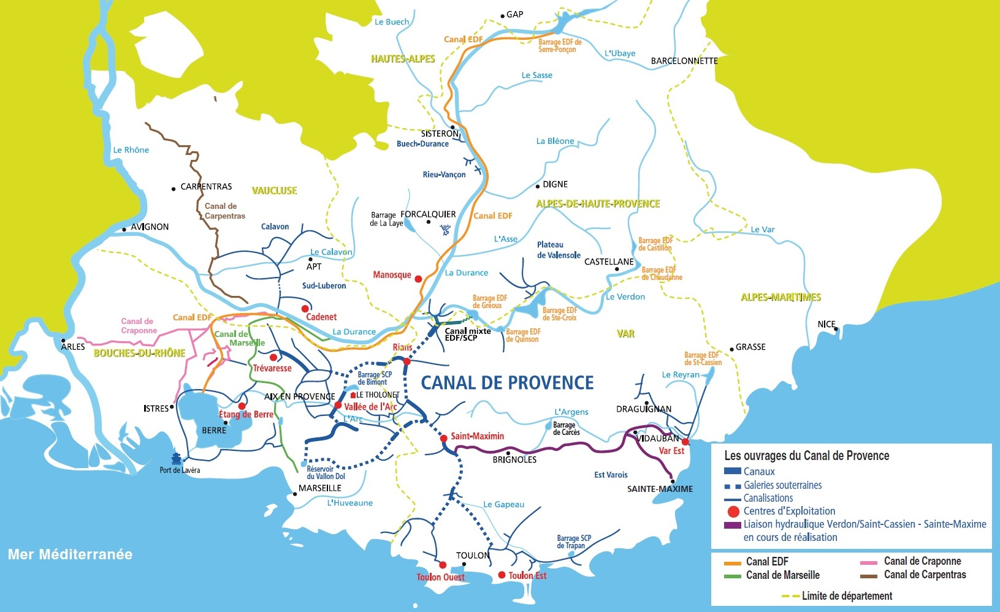 GAP
Le Buech
Canal EDF
Barrage EDF de
Serre-Ponçon
L'Ubaye
HAUTES-ALPES
BARCELONNETTE
Le Sasse
SISTERON
Buech-Durance
La Bléone
Le Rhône
Rieu-Vançon
CARPENTRAS
VAUCLUSE
DIGNE
ALPES-DE-HAUTE-PROVENCE
Canal de
Carpentras
Barrage
de La Laye
FORCALQUIER
Canal EDF
AVIGNON
Calavon
Le Var
L'Asse
Plateau
de Valensole
Barrage EDF
de Castillon
Le Calavon
APT
CASTELLANE
Barrage EDF
de Chaudanne
Manosque
La Durance
Sud-Luberon
Le Verdon
ALPES-MARITIMES
Barrage EDF
de Gréoux
Barrage EDF
de Ste-Croix
Cadenet
Canal EDF
Canal de
Craponne
Canal de
Marseille
La Durance
Canal mixte
EDF/SCP
Barrage EDF
de Quinson
VAR
NICE
ARLES
BOUCHES-DU-RHÔNE
Rians
GRASSE
Barrage EDF
de St-Cassien
Trévaresse
Barrage SCP
de Bimont
CANAL DE PROVENCE
Le Reyran
AIX EN PROVENCE
LE THOLONET
ISTRES
Étang de Berre
Vallée de l'Arc
DRAGUIGNAN
L'Arc
L'Argens
BERRE
Barrage
de Carcès
Saint-Maximin
VIDAUBAN
Var Est
BRIGNOLES
Port de Lavéra
Réservoir
du Vallon Dol
Est Varois
MARSEILLE
SAINTE-MAXIME
L'Huveaune
Le Gapeau
Barrage SCP
de Trapan
Mer Méditerranée
TOULON
Toulon Ouest
Toulon Est
Les ouvrages du Canal de Provence
Canaux
Galeries souterraines
Canalisations
Centres d'Exploitation
Liaison hydraulique Verdon/Saint-Cassien - Sainte-Maxime
en cours de réalisation
Canal EDF
Canal de Craponne
Canal de Marseille
Canal de Carpentras
Limite de département